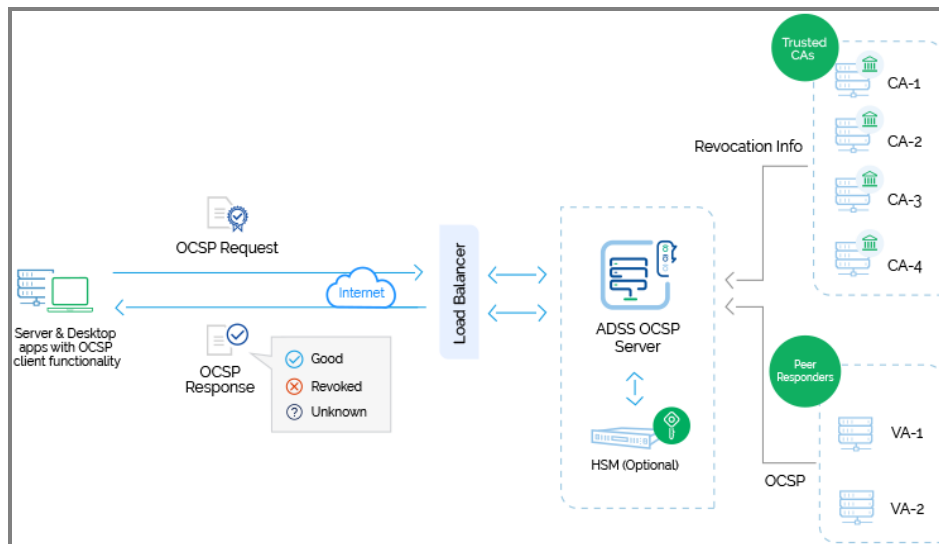 Trusted
CAs
CA-1
CA-2
CA-3
CA-4
Revocation Info
OCSP Request
Internet
Load Balancer
Server & Desktop
apps with OCSP
client functionality
OCSP
Response
Good
Revoked
Unknown
ADSS OCSP
Server
HSM (Optional)
Peer
Responders
VA-1
VA-2
OCSP